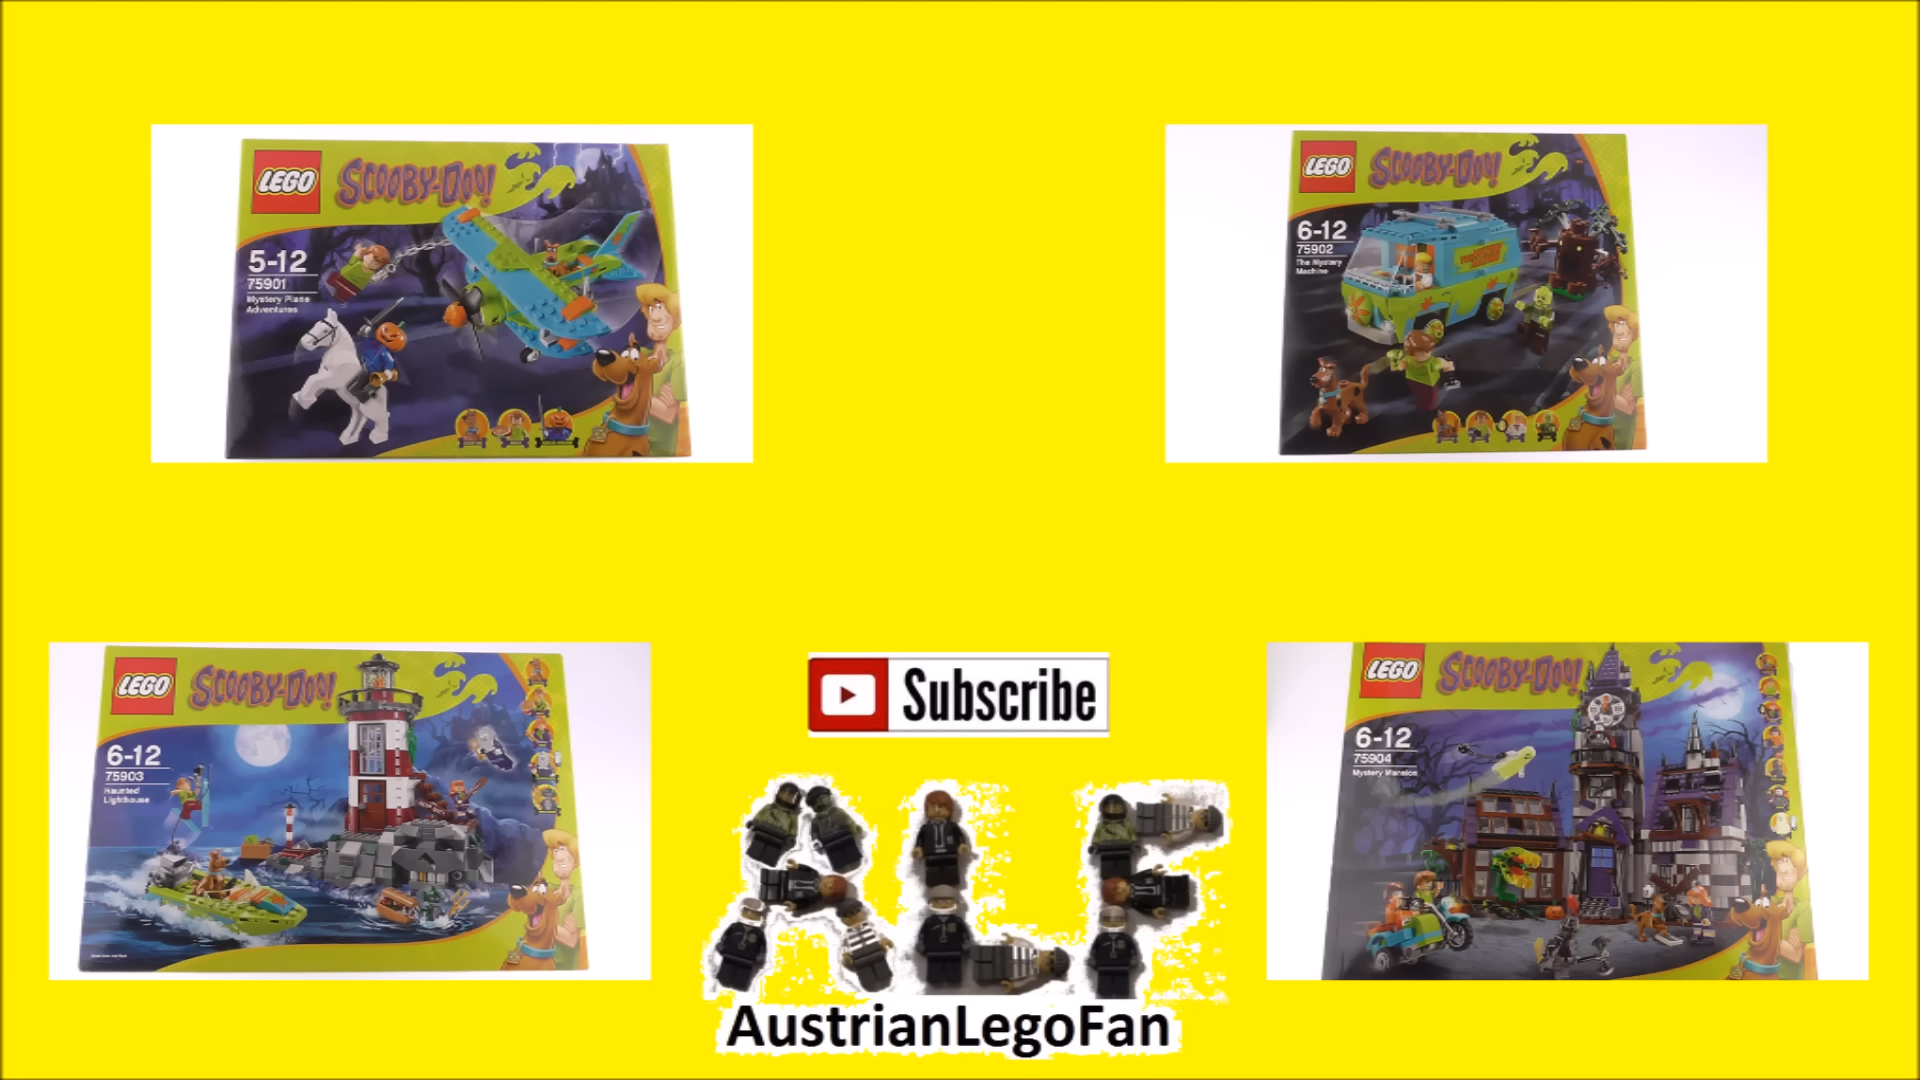 LEGO SCOOBY-DOO!
5-12
75901
Mystery Plane
Adventures
LEGO SCOOBY-DOO!
6-12
75902
The Mystery
Machine
LEGO SCOOBY-DOO!
6-12
75903
Haunted
Lighthouse
Subscribe
LEGO SCOOBY-DOO!
6-12
75904
Mystery Mansion
ALF
AustrianLegoFan